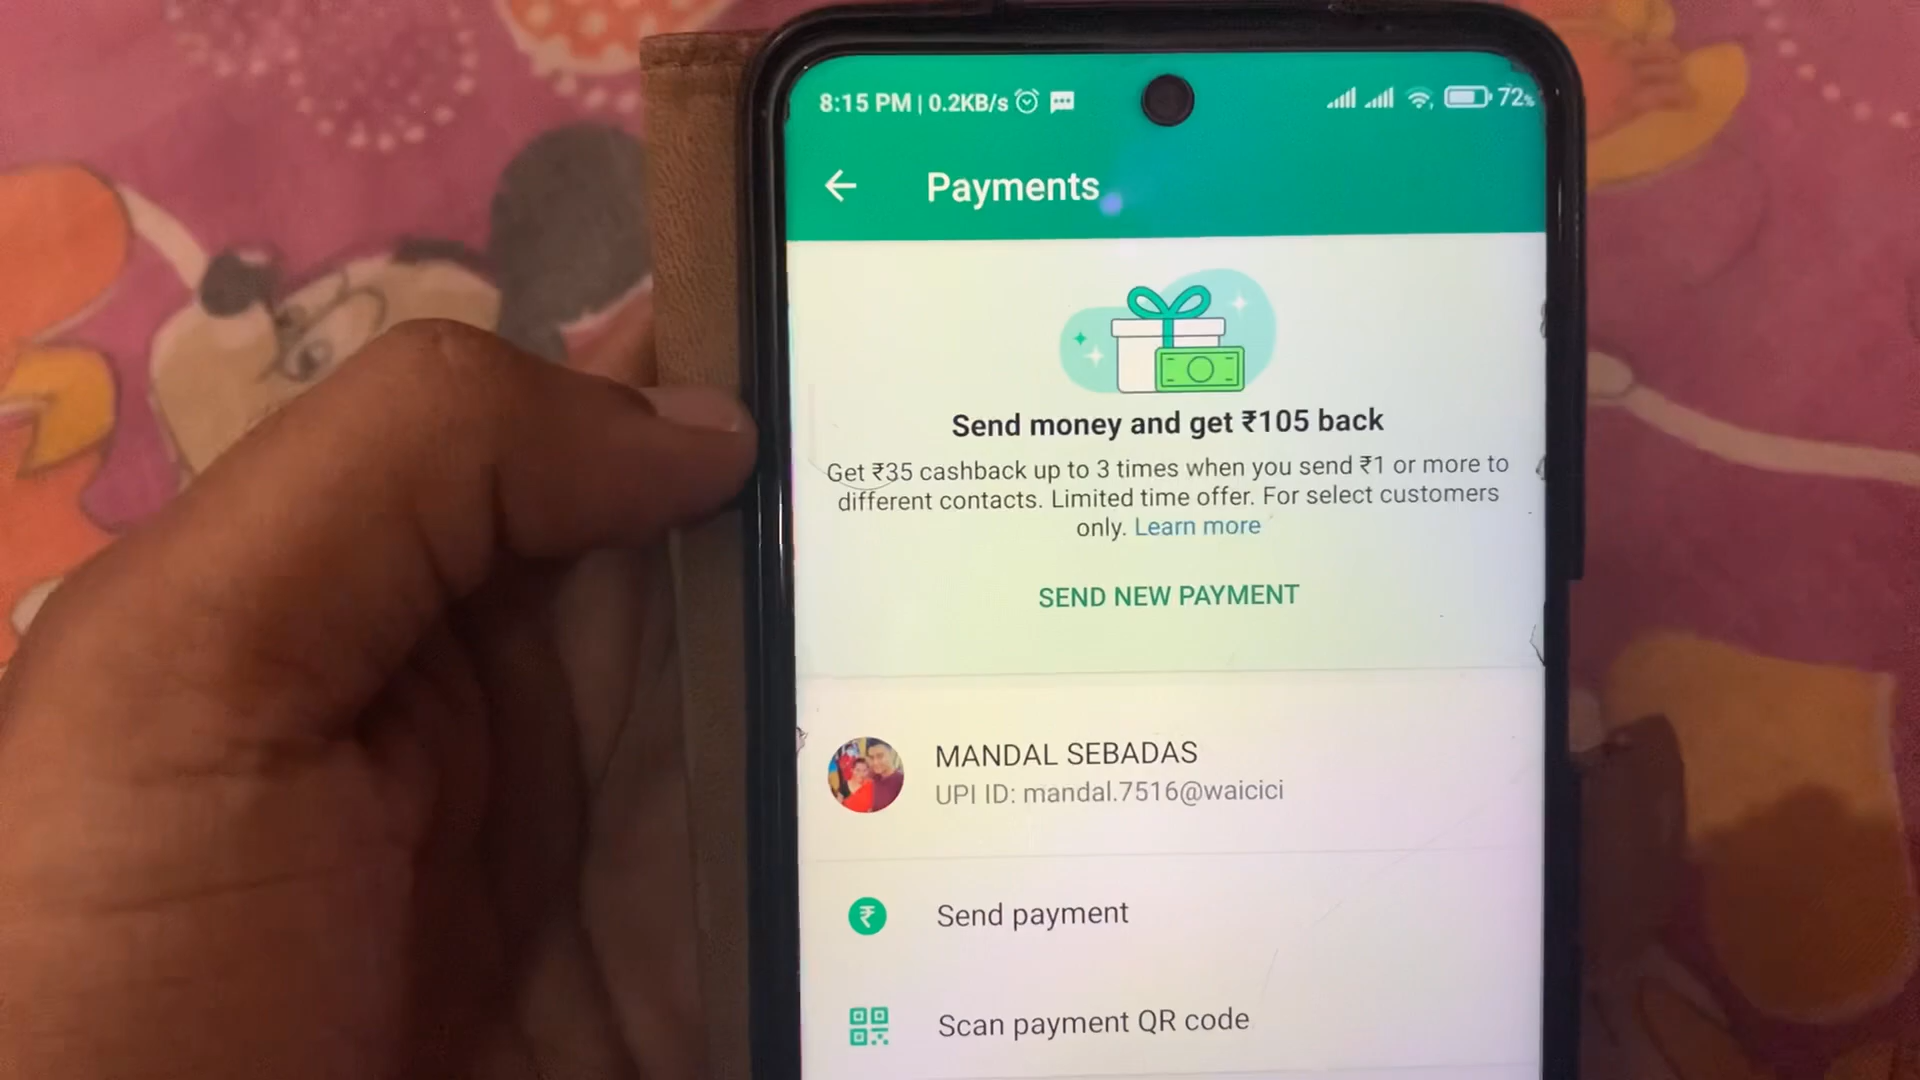 8:15 PM | 0.2KB/s 72%
Payments
Send money and get ₹105 back
Get ₹35 cashback up to 3 times when you send ₹1 or more to
different contacts. Limited time offer. For select customers
only. Learn more
SEND NEW PAYMENT
MANDAL SEBADAS
UPI ID: mandal.7516@waicici
Send payment
Scan payment QR code